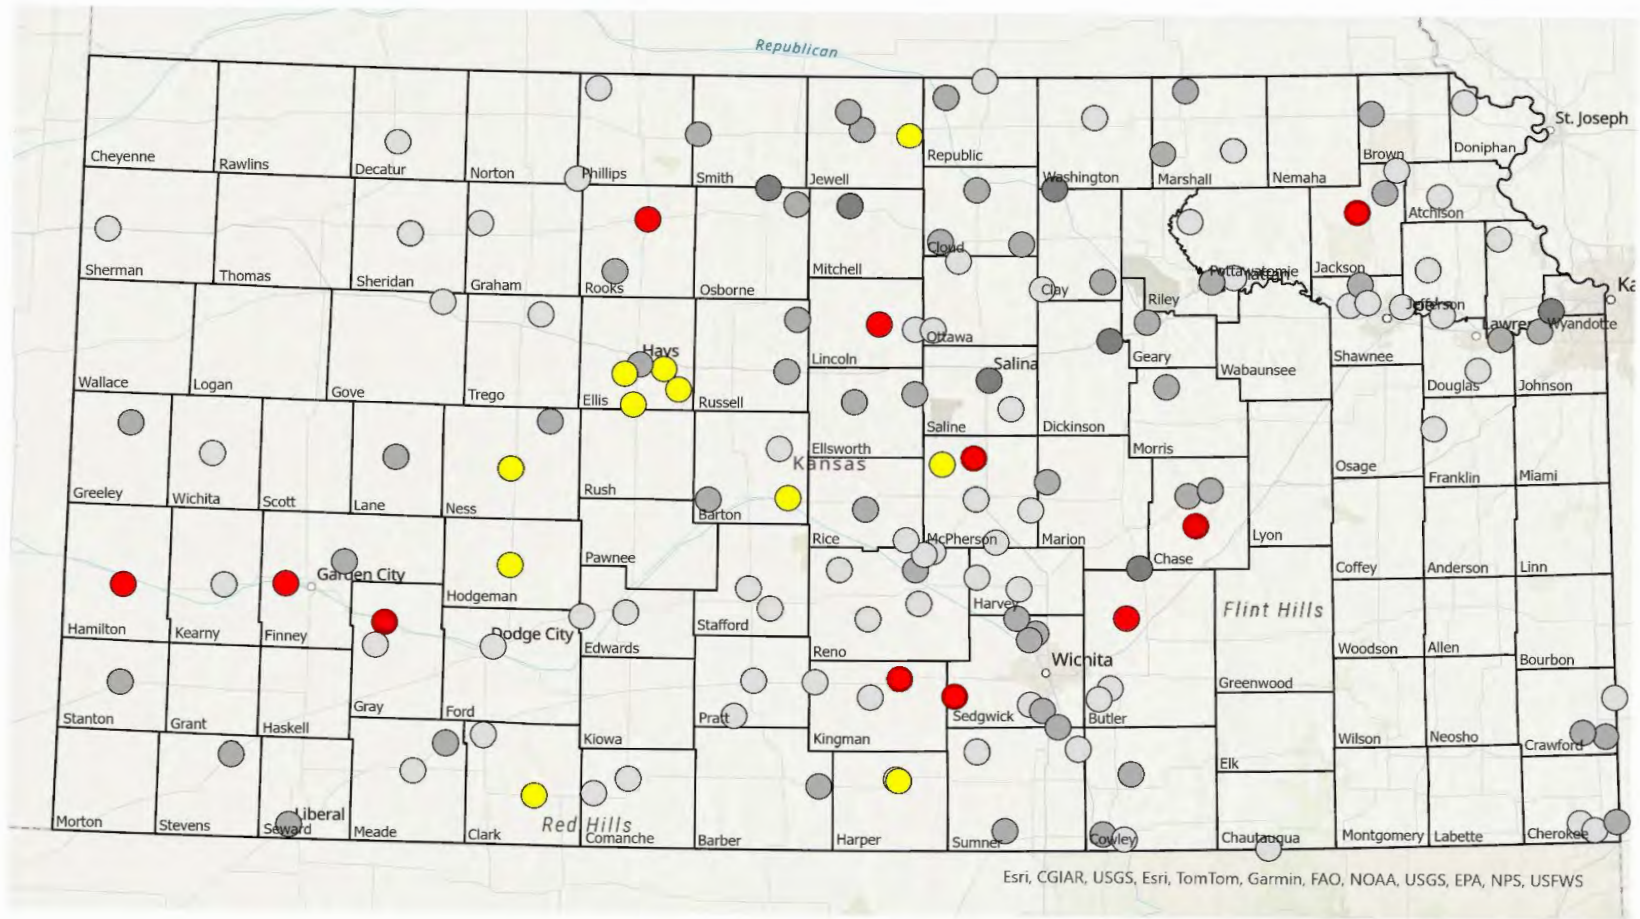 Republican
St. Joseph
Cheyenne
Rawlins
Decatur
Norton
Phillips
Smith
Jewell
Republic
Washington
Marshall
Nemaha
Brown
Doniphan
Atchison
Sherman
Thomas
Sheridan
Graham
Rooks
Osborne
Mitchell
Cloud
Clay
Riley
Pottawatomie
Jackson
Jefferson
Ka
Wyandotte
Lawre
Wallace
Logan
Gove
Trego
Hays
Ellis
Russell
Lincoln
Ottawa
Salina
Saline
Dickinson
Geary
Wabaunsee
Shawnee
Douglas
Johnson
Greeley
Wichita
Scott
Lane
Ness
Rush
Barton
Ellsworth
Kansas
Rice
McPherson
Marion
Morris
Chase
Lyon
Osage
Franklin
Miami
Coffey
Anderson
Linn
Hamilton
Kearny
Finney
Garden City
Hodgeman
Pawnee
Edwards
Stafford
Reno
Harvey
Flint Hills
Woodson
Allen
Bourbon
Stanton
Grant
Haskell
Gray
Ford
Dodge City
Kiowa
Pratt
Kingman
Sedgwick
Wichita
Butler
Greenwood
Wilson
Neosho
Crawford
Morton
Stevens
Seward
Liberal
Meade
Clark
Red Hills
Comanche
Barber
Harper
Sumner
Cowley
Elk
Chautauqua
Montgomery
Labette
Cherokee
Esri, CGIAR, USGS, Esri, TomTom, Garmin, FAO, NOAA, USGS, EPA, NPS, USFWS